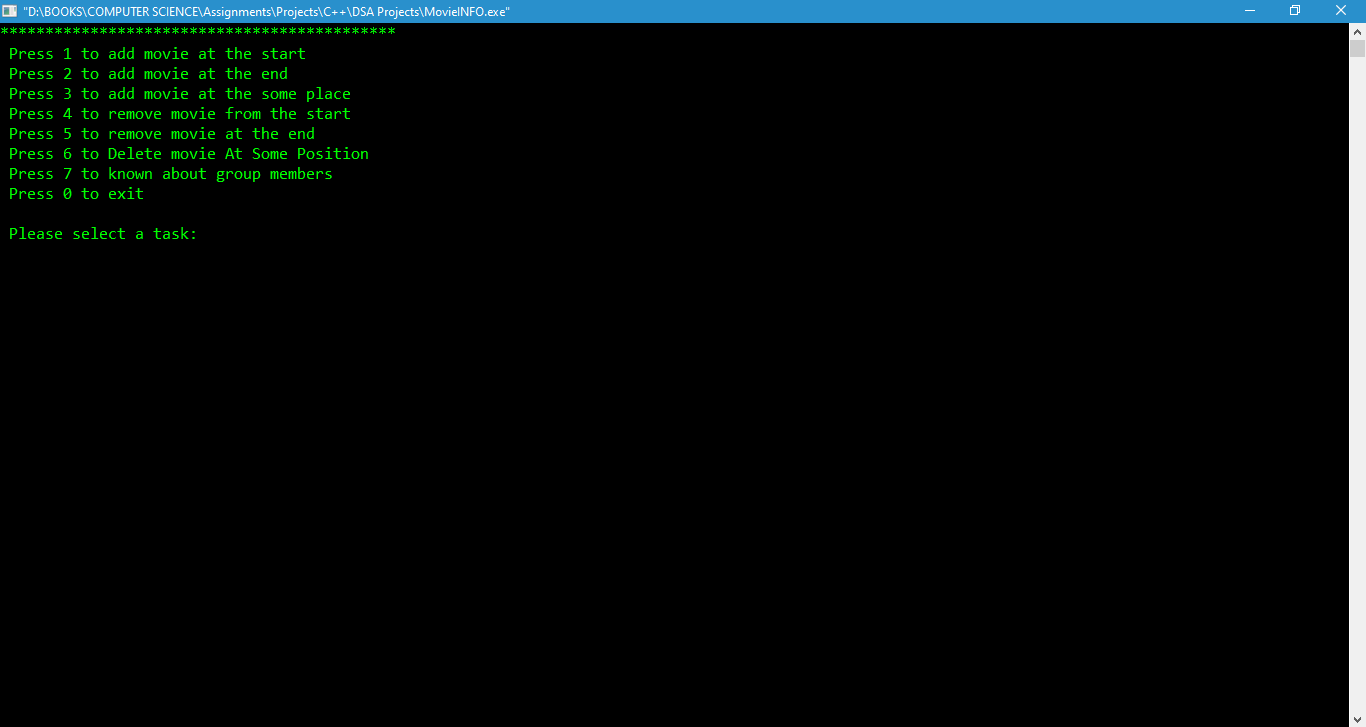 "D:\BOOKS\COMPUTER SCIENCE\Assignments\Projects\C++\DSA Projects\MovieINFO.exe"
********************************************
Press 1 to add movie at the start
Press 2 to add movie at the end
Press 3 to add movie at the some place
Press 4 to remove movie from the start
Press 5 to remove movie at the end
Press 6 to Delete movie At Some Position
Press 7 to known about group members
Press 0 to exit
Please select a task: